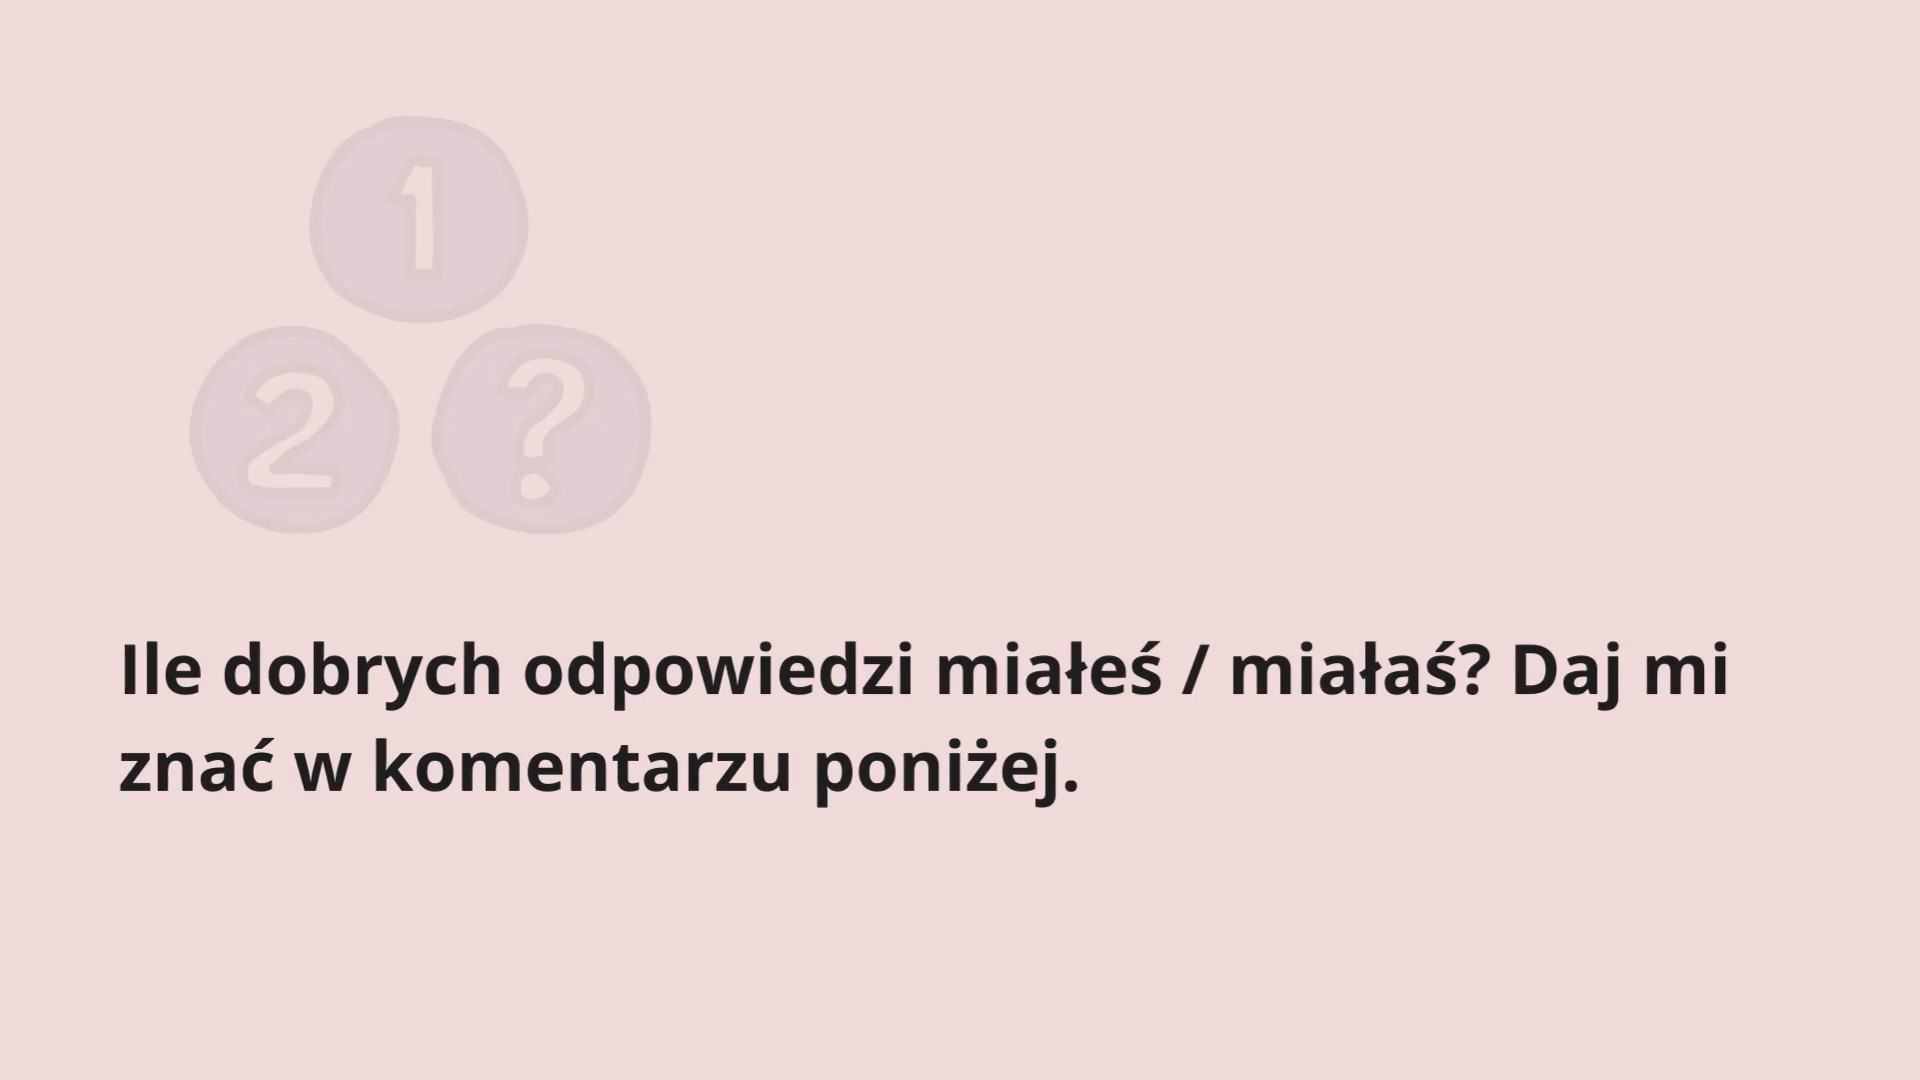 1
2 ?
Ile dobrych odpowiedzi miałeś / miałaś? Daj mi
znać w komentarzu poniżej.